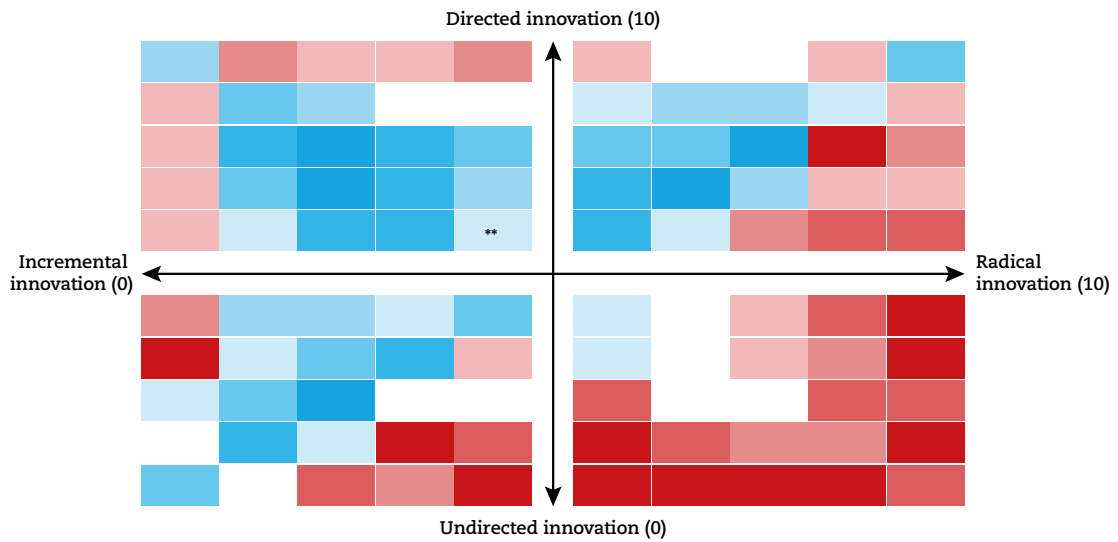 Directed innovation (10)
**
Incremental
innovation (0)
Radical
innovation (10)
Undirected innovation (0)